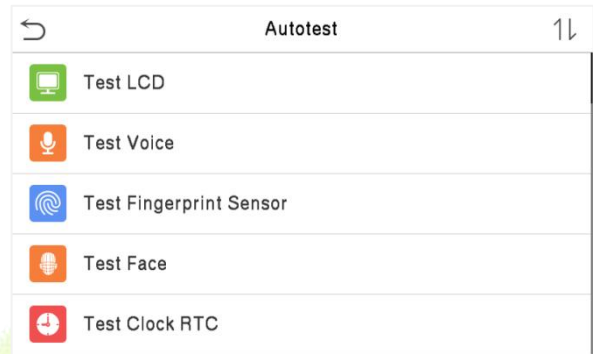 Autotest
Test LCD
Test Voice
Test Fingerprint Sensor
Test Face
Test Clock RTC